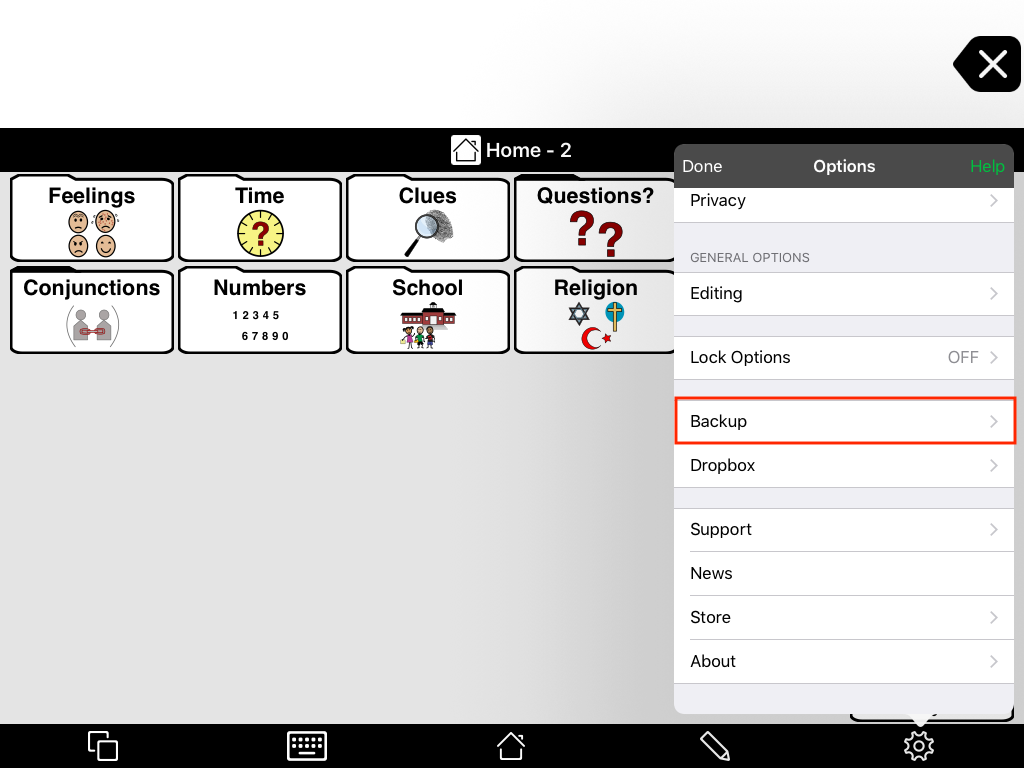 Home - 2
Done Options Help
Feelings Time Clues Questions?
? ? ?
Conjunctions Numbers School Religion
1 2 3 4 5
6 7 8 9 0
Privacy
GENERAL OPTIONS
Editing
Lock Options OFF
Backup
Dropbox
Support
News
Store
About